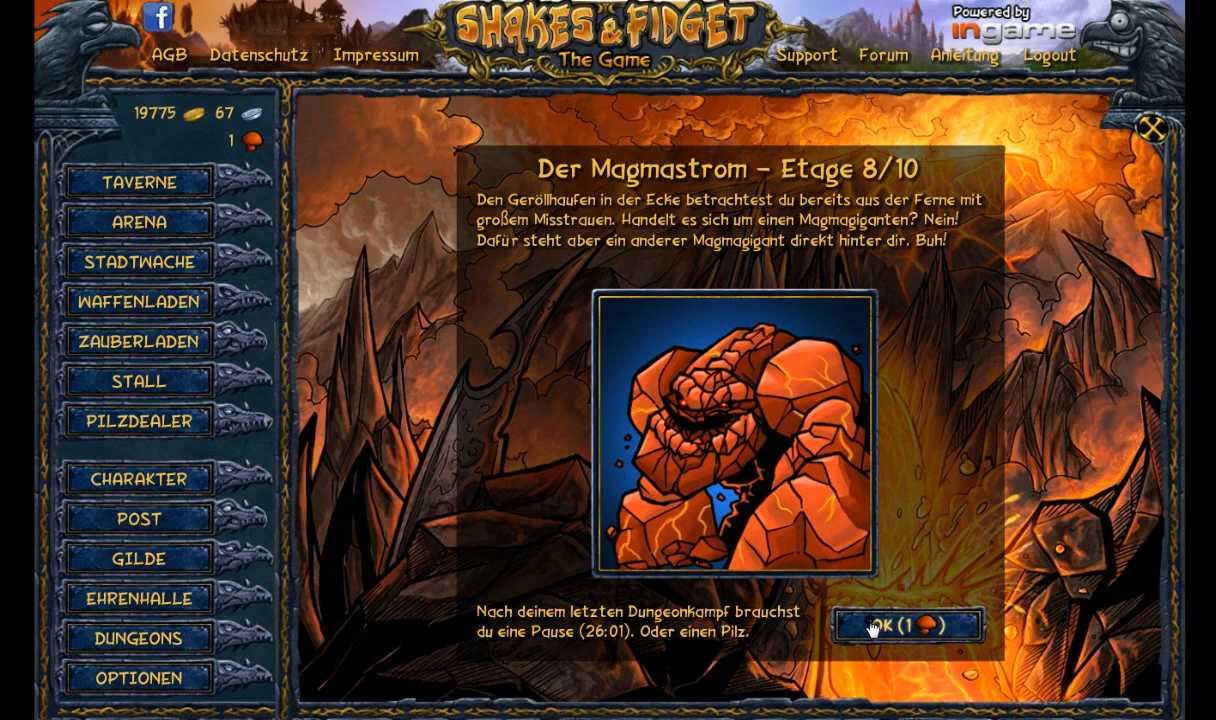 SHAKES & FIDGET
The Game
Powered by
ingame
AGB Datenschutz Impressum
Support Forum Anleitung Logout
19775 67
1
TAVERNE
ARENA
STADTWACHE
WAFFENLADEN
ZAUBERLADEN
STALL
PILZDEALER
CHARAKTER
POST
GILDE
EHRENHALLE
DUNGEONS
OPTIONEN
Der Magmastrom – Etage 8/10
Den Geröllhaufen in der Ecke betrachtest du bereits aus der Ferne mit
großem Misstrauen. Handelt es sich um einen Magmagiganten? Nein!
Dafür steht aber ein anderer Magmagigant direkt hinter dir. Buh!
Nach deinem letzten Dungeonkampf brauchst
du eine Pause (26:01). Oder einen Pilz.
OK (1 )